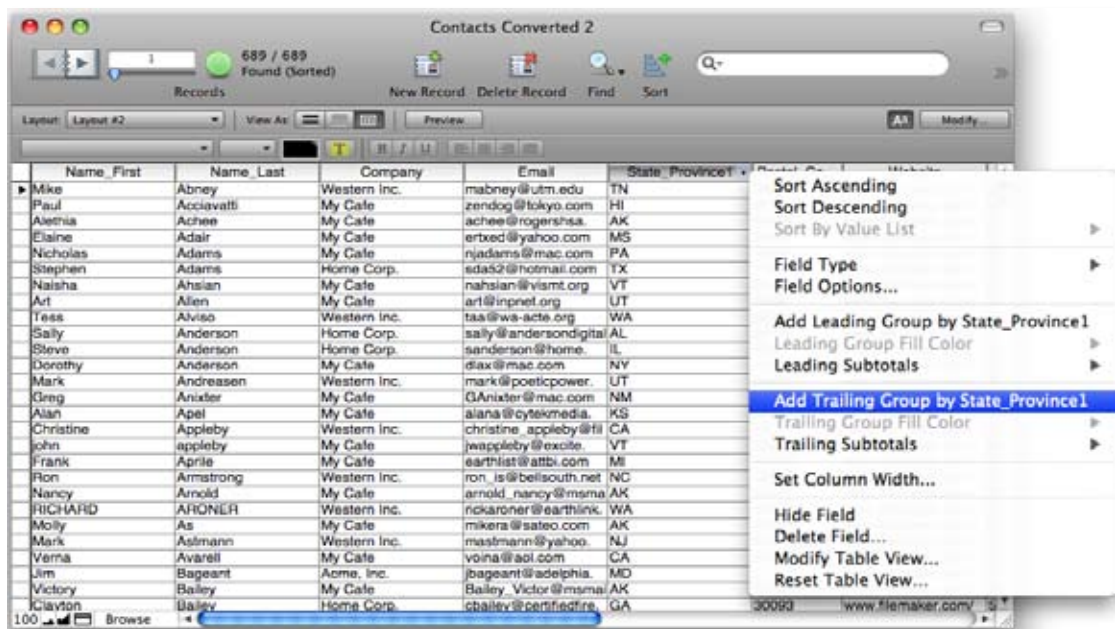 Contacts Converted 2
1
689 / 689
Found (Sorted)
Records
New Record Delete Record Find Sort
Layout: Layout #2 View As: Preview Aa Modify...
T B I U
Name_First Name_Last Company Email State_Province1
Mike Abney Western Inc. mabney@utm.edu TN
Paul Acciavatti My Cafe zendog@tokyo.com HI
Alethia Achee My Cafe achee@rogershsa. AK
Elaine Adair My Cafe ertxed@yahoo.com MS
Nicholas Adams My Cafe njadams@mac.com PA
Stephen Adams Home Corp. sda52@hotmail.com TX
Naisha Ahsian My Cafe nahsian@vismt.org VT
Art Allen My Cafe art@inpnet.org UT
Tess Alviso Western Inc. taa@wa-acte.org WA
Sally Anderson Home Corp. sally@andersondigital AL
Steve Anderson Home Corp. sanderson@home. IL
Dorothy Anderson My Cafe dlax@mac.com NY
Mark Andreasen Western Inc. mark@poeticpower. UT
Greg Anixter My Cafe GAnixter@mac.com NM
Alan Apel My Cafe alana@cytekmedia. KS
Christine Appleby Western Inc. christine_appleby@fil CA
john appleby My Cafe jwappleby@excite. VT
Frank Aprile My Cafe earthlist@attbi.com MI
Ron Armstrong Western Inc. ron_is@bellsouth.net NC
Nancy Arnold My Cafe arnold_nancy@msma AK
RICHARD ARONER Western Inc. rickaroner@earthlink. WA
Molly As My Cafe mikera@sateo.com AK
Mark Astmann Western Inc. mastmann@yahoo. NJ
Verna Avarell My Cafe voina@aol.com CA
Jim Bageant Acme, Inc. jbageant@adelphia. MD
Victory Bailey My Cafe Bailey_Victor@msma AK
Clayton Bailey Home Corp. cbailey@certifiedfire. GA 30093 www.filemaker.com/ 5
100 Browse
Sort Ascending
Sort Descending
Sort By Value List
Field Type
Field Options...
Add Leading Group by State_Province1
Leading Group Fill Color
Leading Subtotals
Add Trailing Group by State_Province1
Trailing Group Fill Color
Trailing Subtotals
Set Column Width...
Hide Field
Delete Field...
Modify Table View...
Reset Table View...